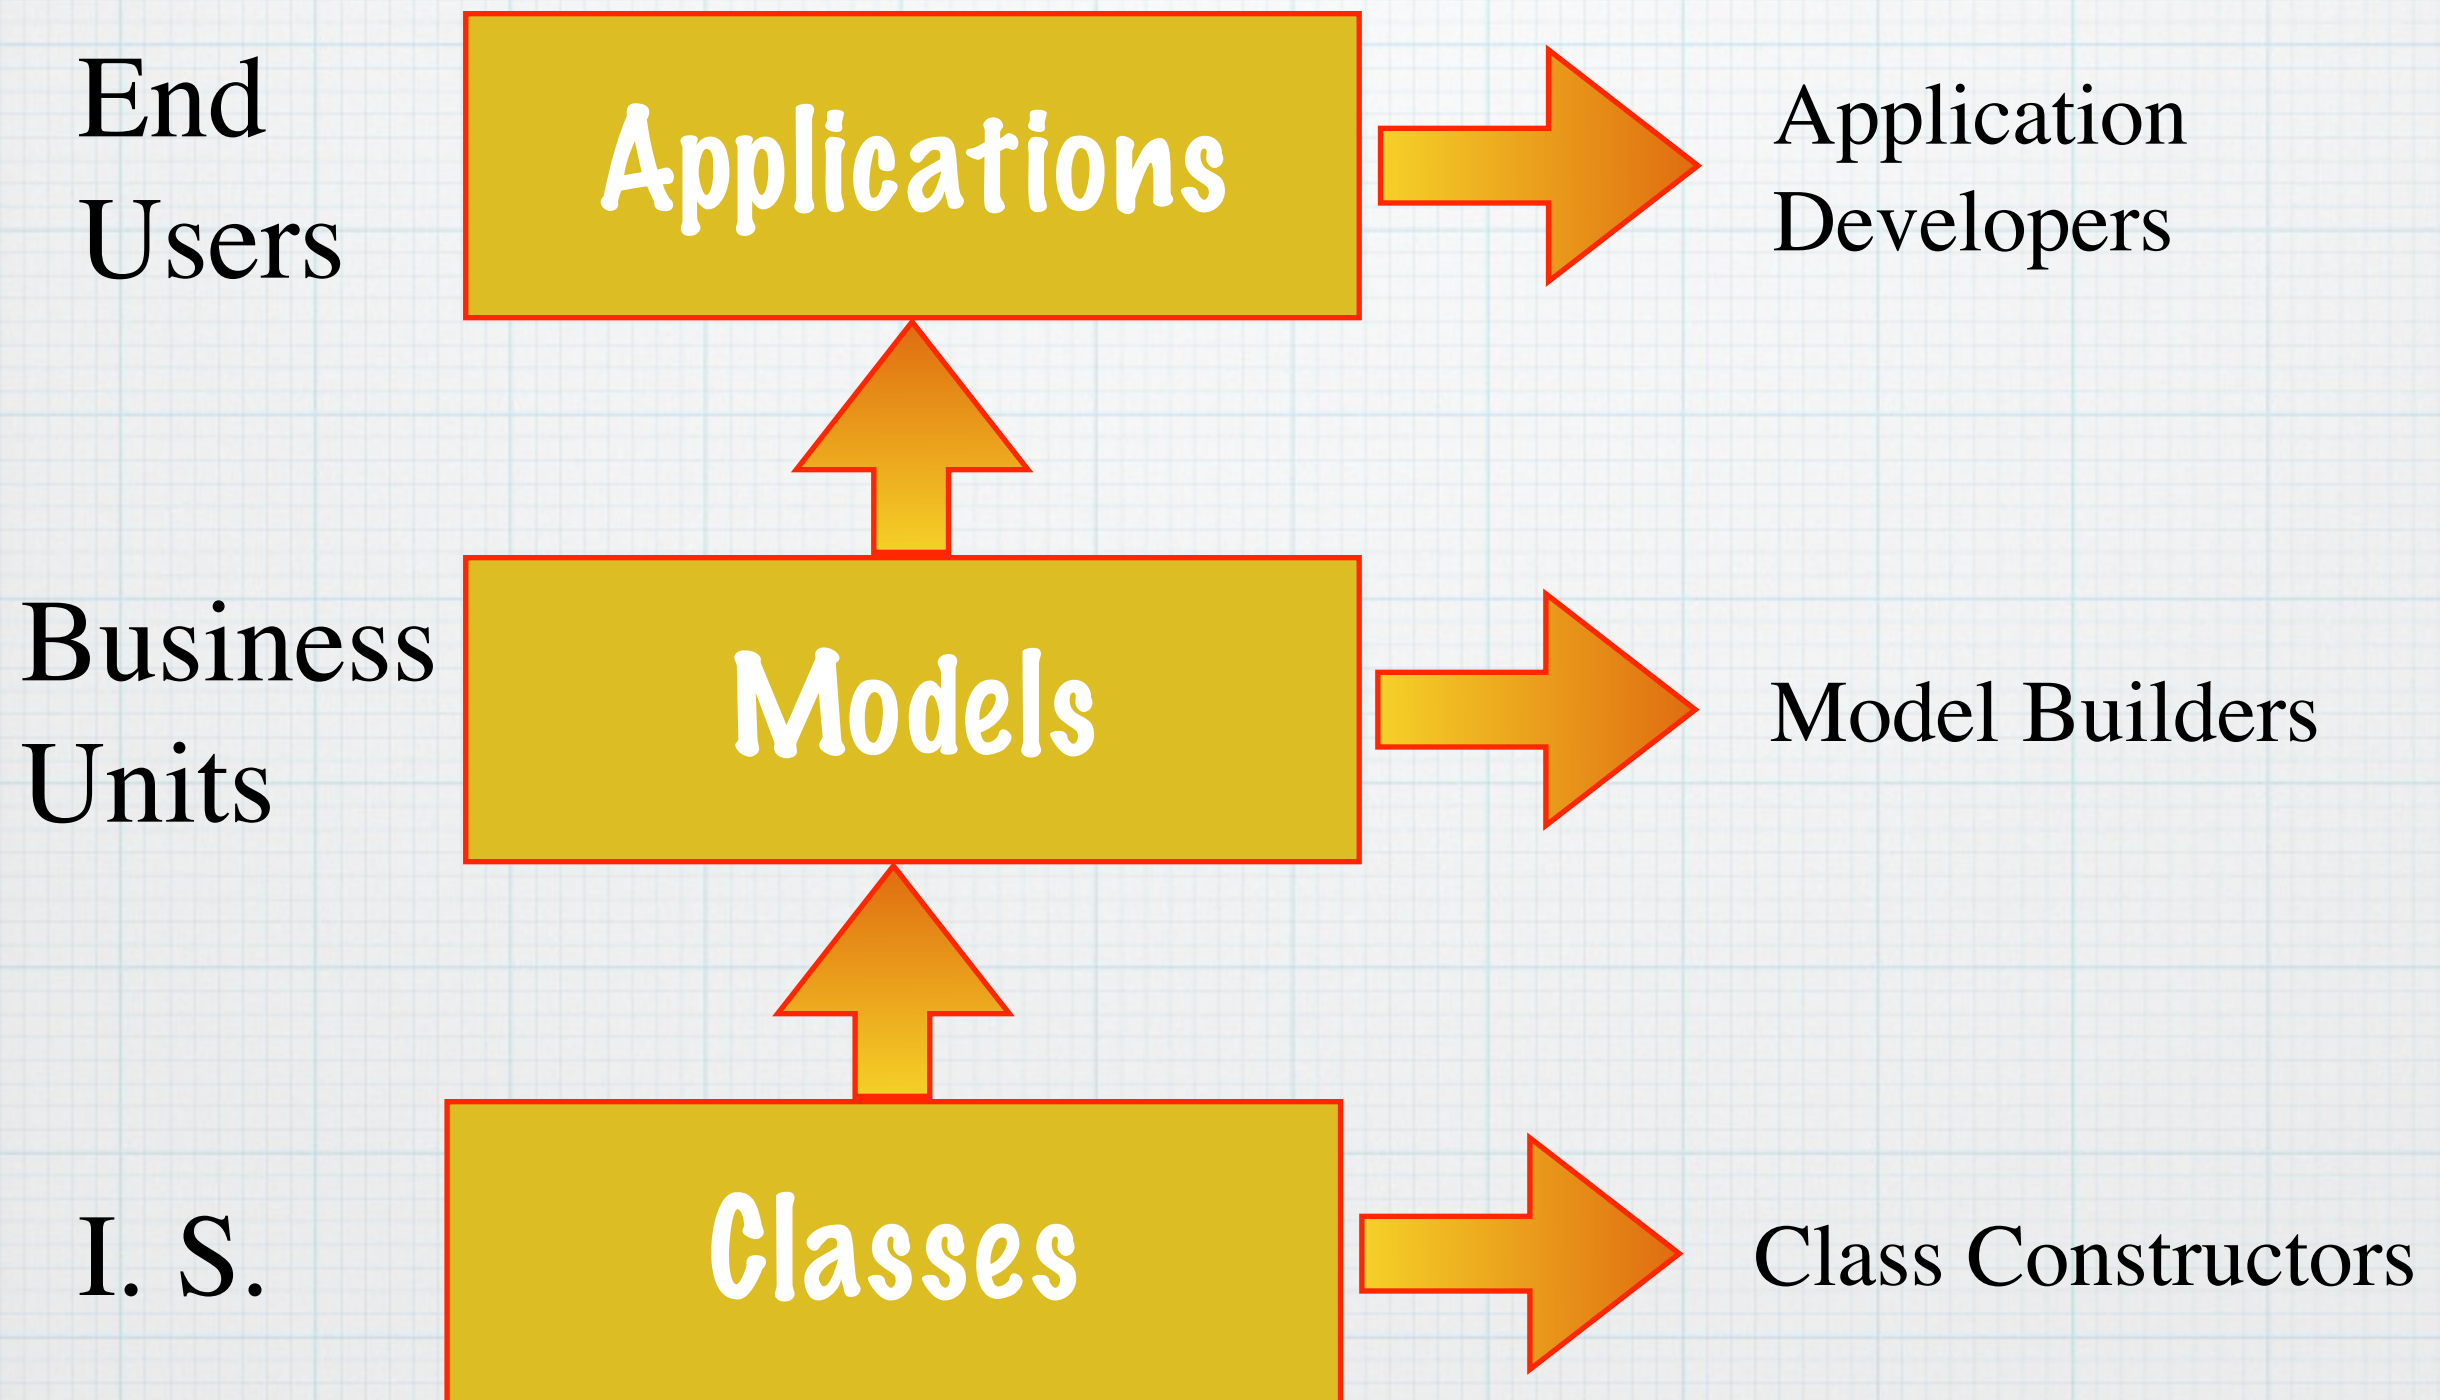 End
Users
Applications
Application
Developers
Business
Units
Models
Model Builders
I. S.
Classes
Class Constructors